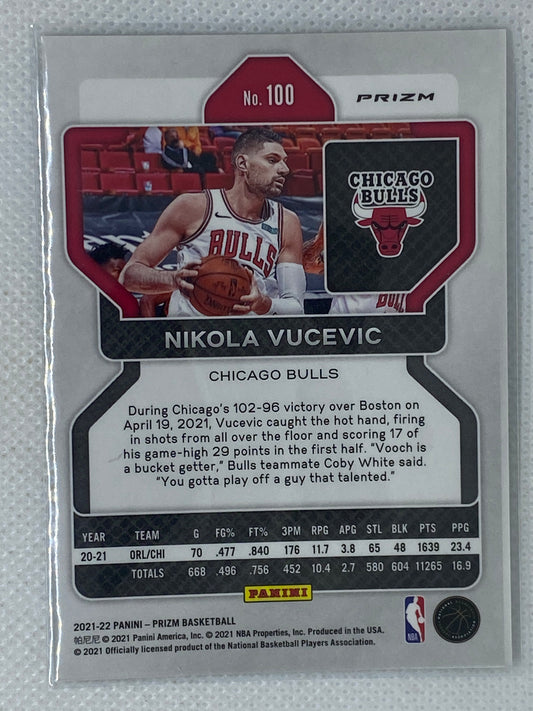 No. 100
PRIZM
CHICAGO
BULLS
BULLS
BULL
NIKOLA VUCEVIC
CHICAGO BULLS
During Chicago's 102-96 victory over Boston on
April 19, 2021, Vucevic caught the hot hand, firing
in shots from all over the floor and scoring 17 of
his game-high 29 points in the first half. "Vooch
is a bucket getter," Bulls teammate Coby White said.
"You gotta play off a guy that talented."
YEAR TEAM G FG% FT% 3PM RPG APG STL BLK PTS PPG
20-21 ORL/CHI 70 .477 .840 176 11.7 3.8 65 48 1639 23.4
TOTALS 668 .496 .756 452 10.4 2.7 580 604 11265 16.9
PANINI
2021-22 PANINI – PRIZM BASKETBALL
帕尼尼 © 2021 Panini America, Inc. © 2021 NBA Properties, Inc. Produced in the USA.
© 2021 Officially licensed product of the National Basketball Players Association.
NBA